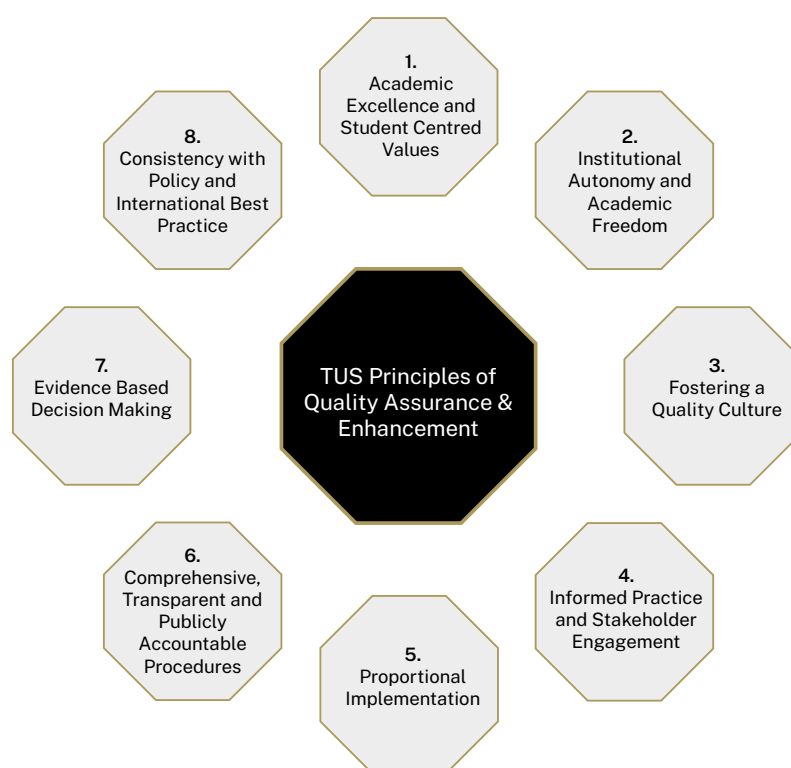 1.
Academic
Excellence and
Student Centred
Values
2.
Institutional
Autonomy and
Academic
Freedom
3.
Fostering a
Quality Culture
4.
Informed Practice
and Stakeholder
Engagement
5.
Proportional
Implementation
6.
Comprehensive,
Transparent and
Publicly
Accountable
Procedures
7.
Evidence Based
Decision Making
8.
Consistency with
Policy and
International Best
Practice
TUS Principles of
Quality Assurance &
Enhancement